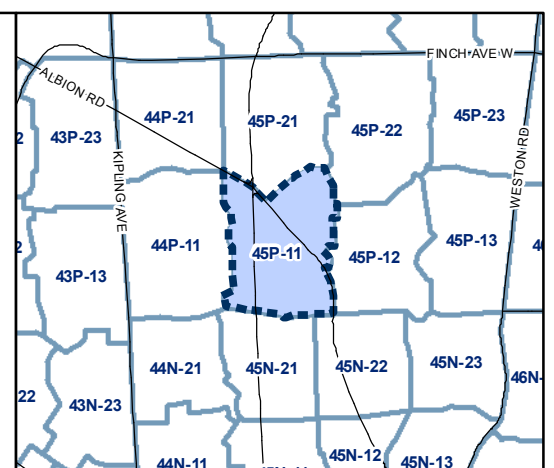 FINCH AVE W
ALBION RD
44P-21
45P-21
45P-23
45P-22
2
43P-23
KIPLING AVE
WESTON RD
44P-11
45P-11
45P-12
45P-13
43P-13
44N-21
45N-21
45N-22
45N-23
46N-
22
43N-23
44N-11
45N-12
45N-13